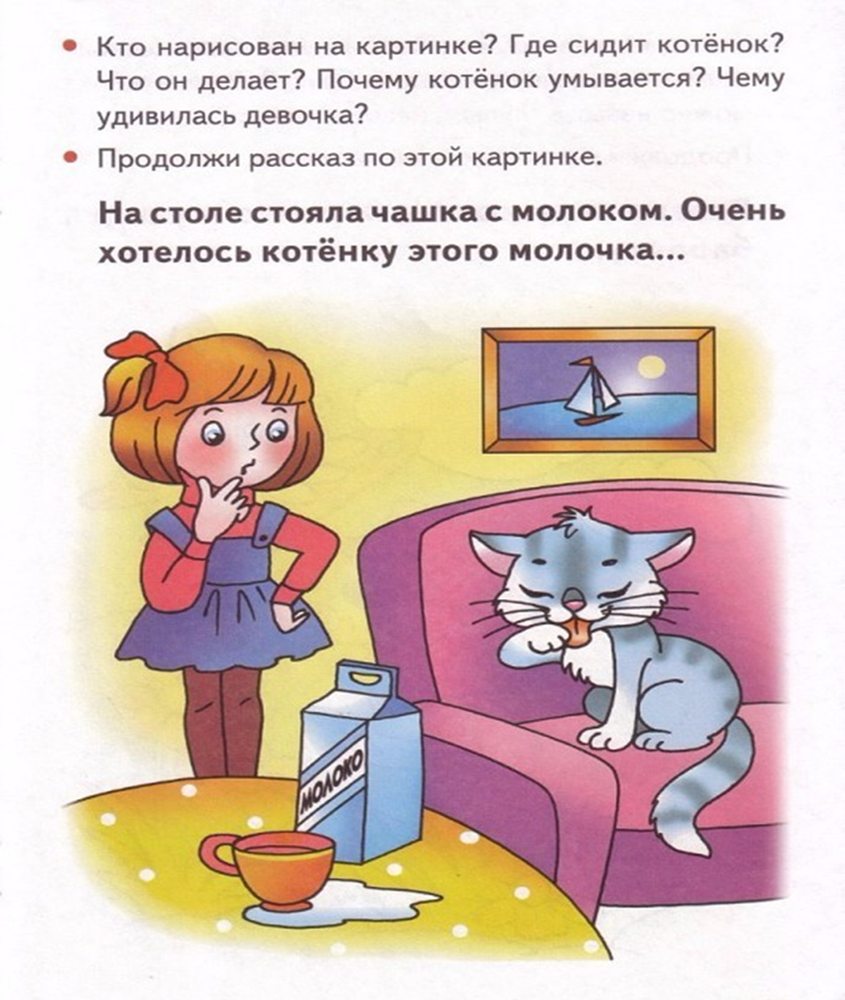 • Кто нарисован на картинке? Где сидит котёнок?
Что он делает? Почему котёнок умывается? Чему
удивилась девочка?
• Продолжи рассказ по этой картинке.
На столе стояла чашка с молоком. Очень
хотелось котёнку этого молочка...
МОЛОКО